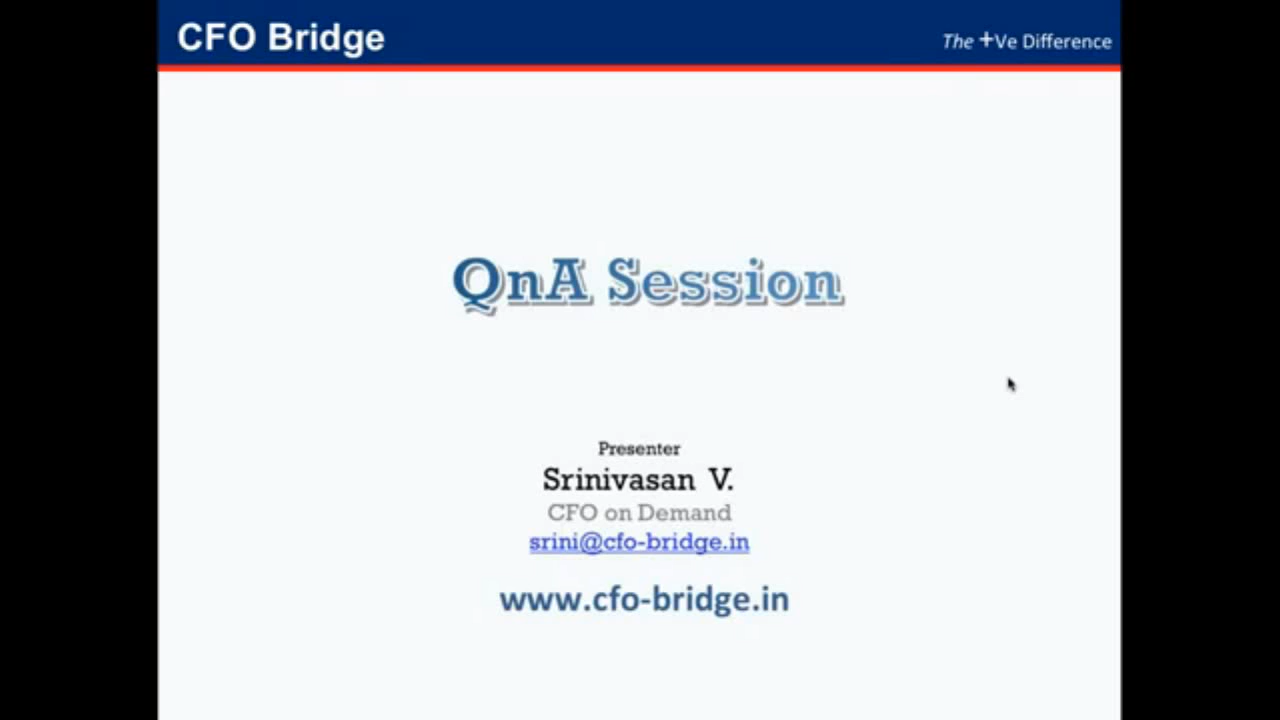 CFO Bridge
The +Ve Difference
QnA Session
Presenter
Srinivasan V.
CFO on Demand
srini@cfo-bridge.in
www.cfo-bridge.in